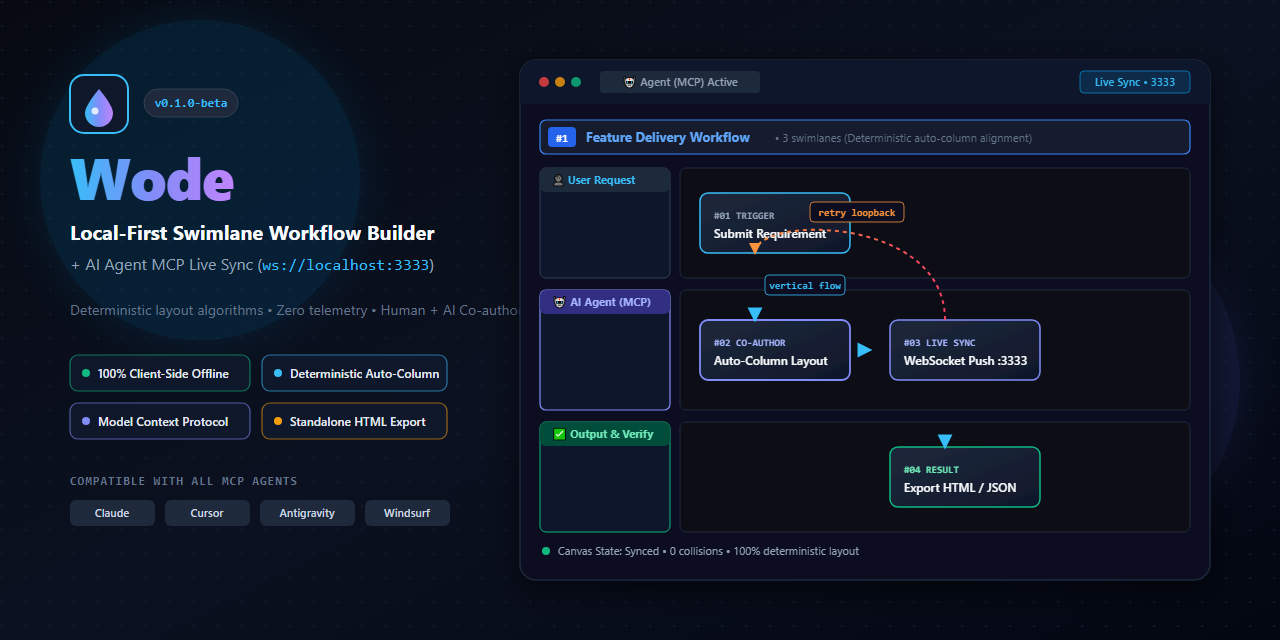 v0.1.0-beta
Wode
Local-First Swimlane Workflow Builder
+ AI Agent MCP Live Sync (ws://localhost:3333)
Deterministic layout algorithms • Zero telemetry • Human + AI Co-autho
100% Client-Side Offline
Deterministic Auto-Column
Model Context Protocol
Standalone HTML Export
COMPATIBLE WITH ALL MCP AGENTS
Claude
Cursor
Antigravity
Windsurf
Agent (MCP) Active
Live Sync • 3333
#1
Feature Delivery Workflow
• 3 swimlanes (Deterministic auto-column alignment)
User Request
#01 TRIGGER
Submit Requirement
retry loopback
vertical flow
AI Agent (MCP)
#02 CO-AUTHOR
Auto-Column Layout
#03 LIVE SYNC
WebSocket Push :3333
Output & Verify
#04 RESULT
Export HTML / JSON
Canvas State: Synced • 0 collisions • 100% deterministic layout